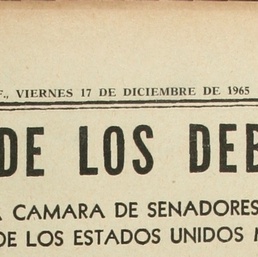 F., VIERNES 17 DE DICIEMBRE DE 1965
DE LOS DEB
A CAMARA DE SENADORES
DE LOS ESTADOS UNIDOS M